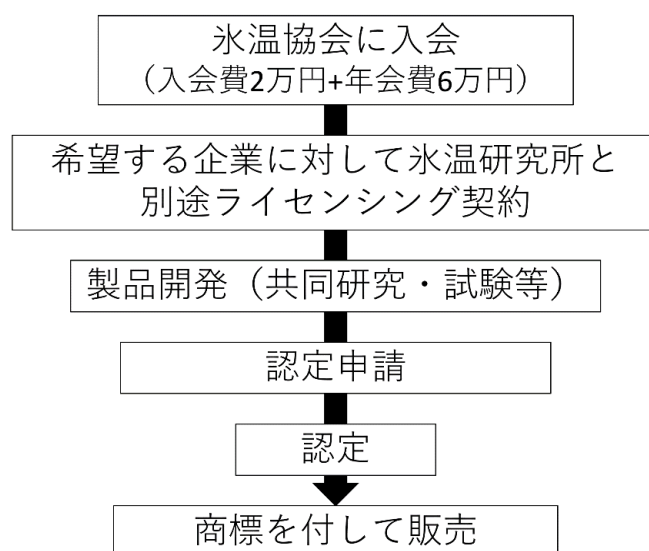 氷温協会に入会
（入会費2万円+年会費6万円）
希望する企業に対して氷温研究所と
別途ライセンシング契約
製品開発（共同研究・試験等）
認定申請
認定
商標を付して販売